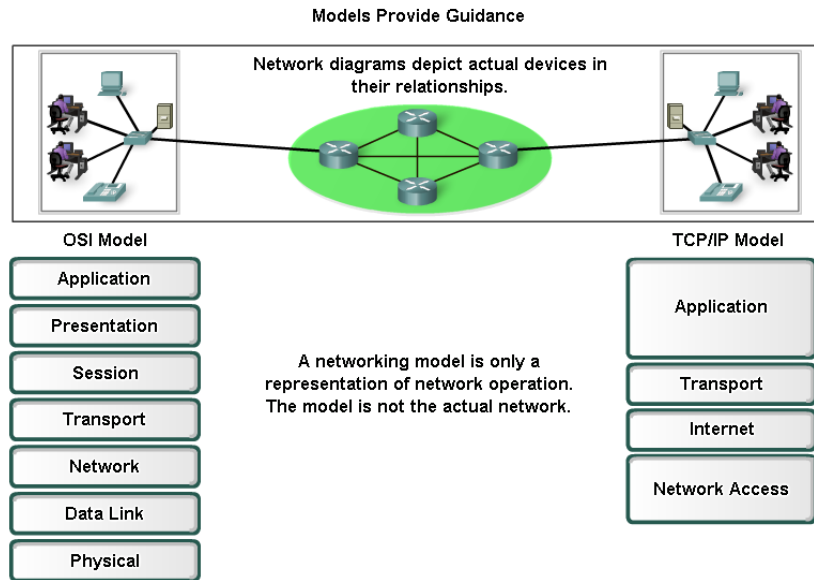 Models Provide Guidance
Network diagrams depict actual devices in
their relationships.
OSI Model
Application
Presentation
Session
Transport
Network
Data Link
Physical
A networking model is only a
representation of network operation.
The model is not the actual network.
TCP/IP Model
Application
Transport
Internet
Network Access